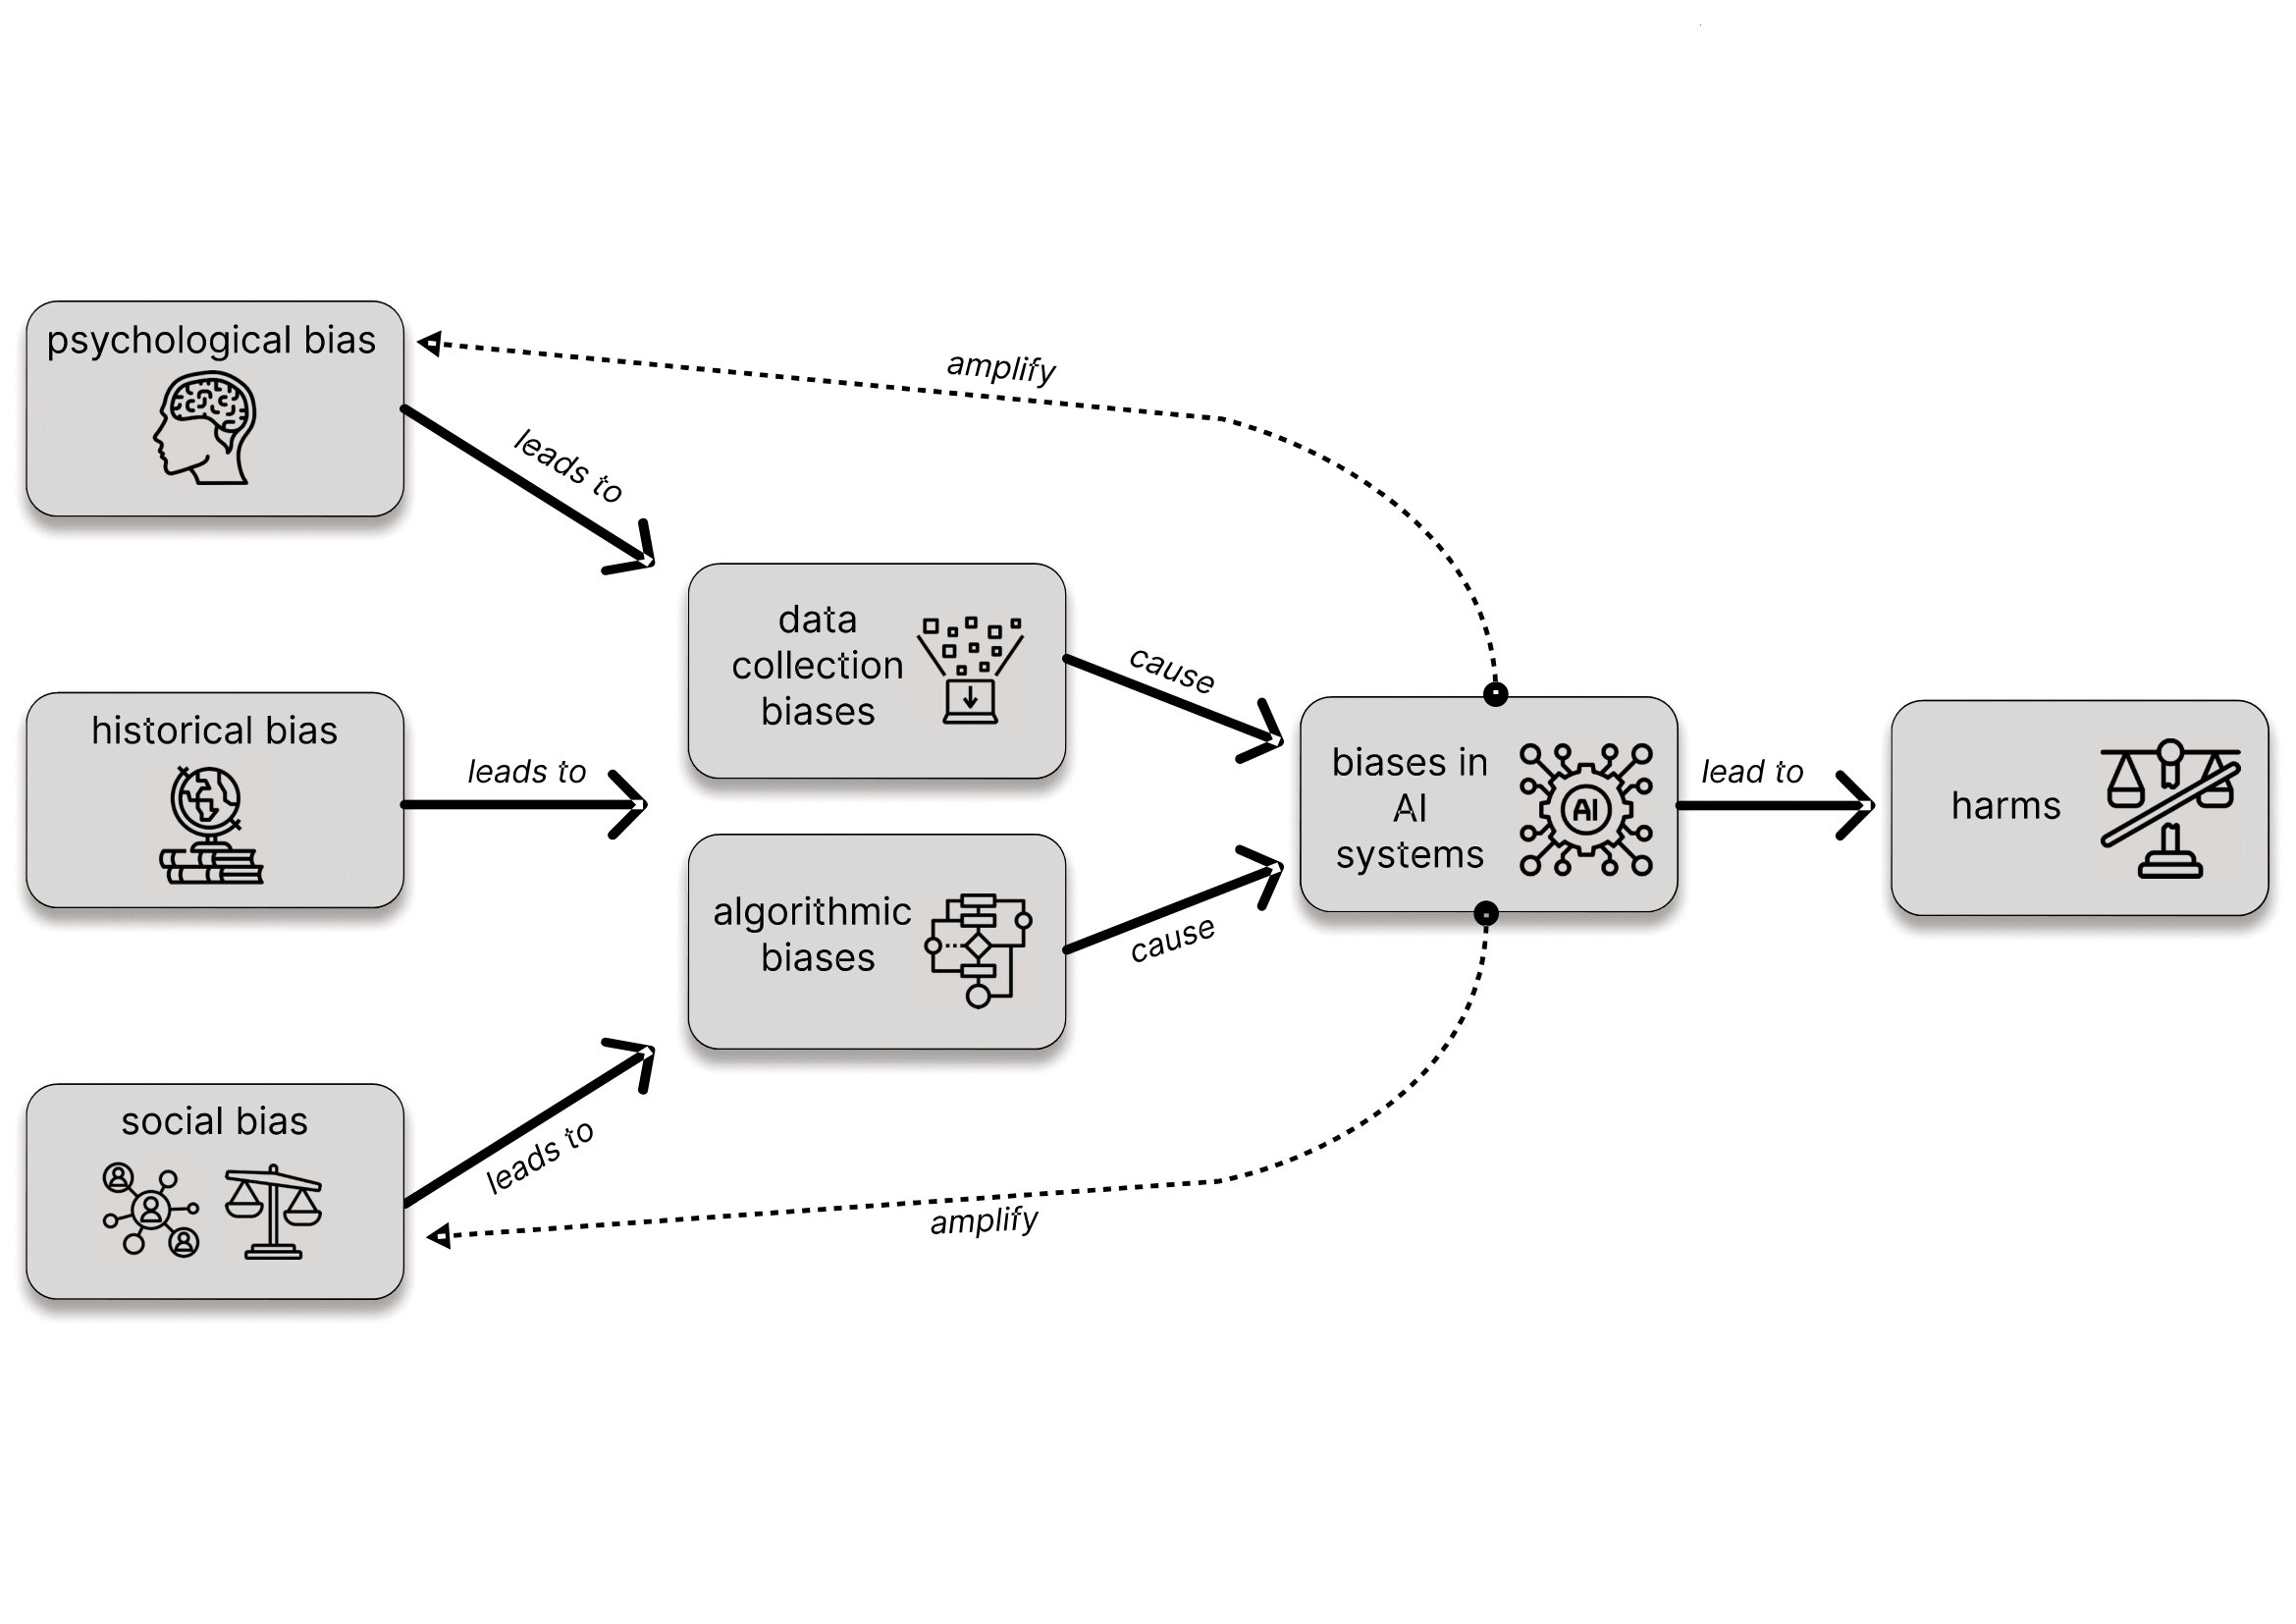 psychological bias
amplify
leads to
data
collection
biases
cause
historical bias
leads to
biases in
AI
systems
AI
lead to
harms
algorithmic
biases
cause
social bias
leads to
amplify